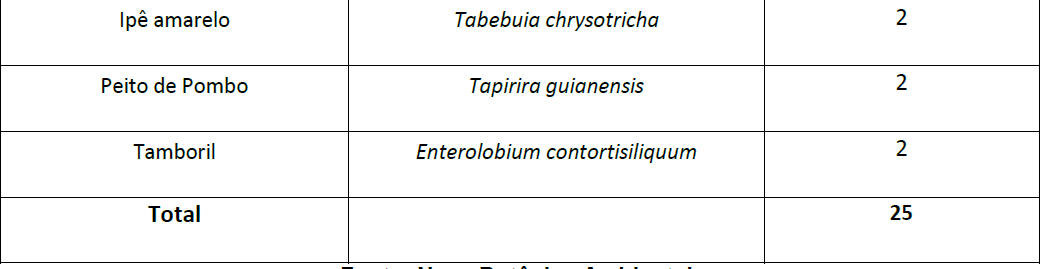 Ipê amarelo Tabebuia chrysotricha 2
Peito de Pombo Tapirira guianensis 2
Tamboril Enterolobium contortisiliquum 2
Total 25